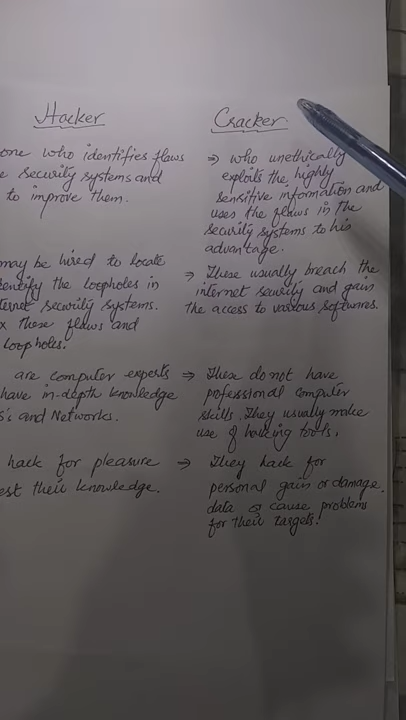 Hacker
one who identifies flaws
security systems and
to improve them.
may be hired to locate
identify the loopholes in
ternet security systems.
x these flaws and
loopholes.
are computer experts
have in-depth knowledge
s's and Networks.
hack for pleasure
est their knowledge.
Cracker
⇒ who unethically
exploits the highly
sensitive information and
uses the flaws in the
security systems to his
advantage.
⇒ These usually breach the
internet security and gain
the access to various softwares.
⇒ These do not have
professional computer
skills. They usually make
use of hacking tools.
⇒ They hack for
personal gain or damage
data or cause problems
for their targets!